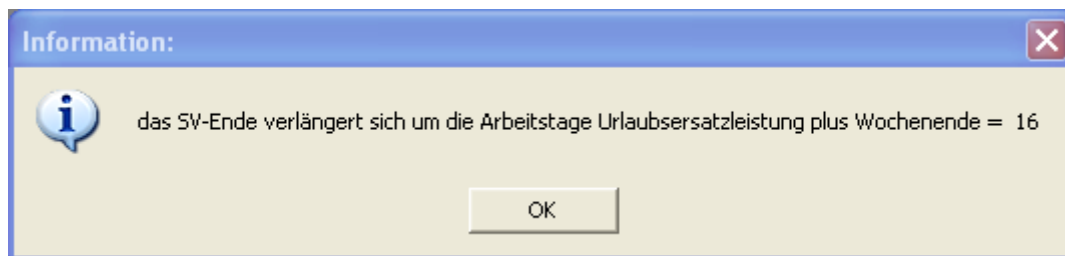 Information:
das SV-Ende verlängert sich um die Arbeitstage Urlaubsersatzleistung plus Wochenende = 16
OK